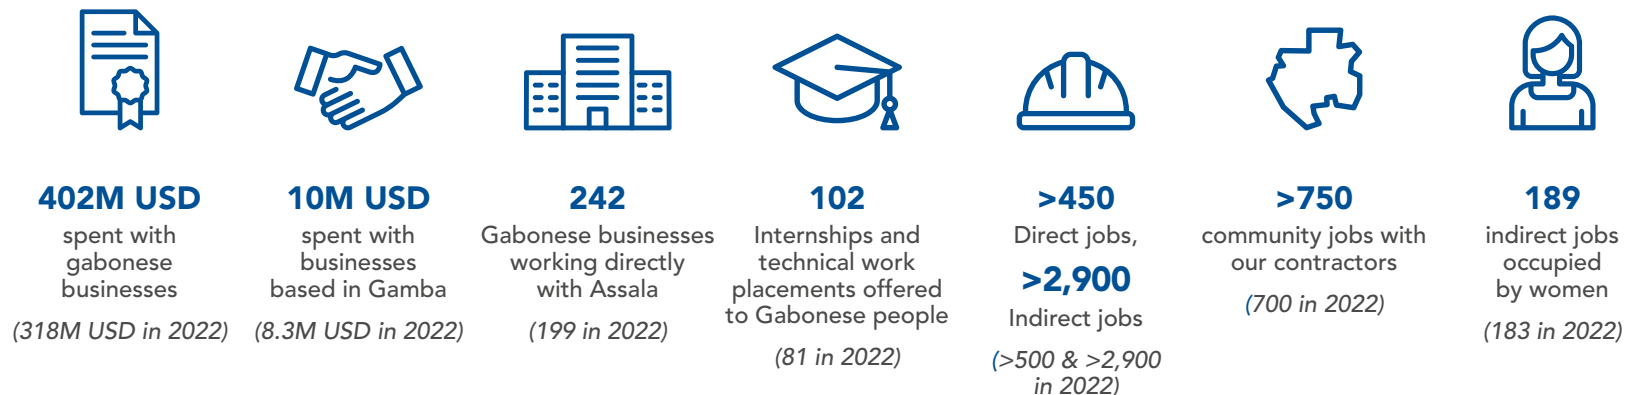 402M USD
spent with
gabonese
businesses
(318M USD in 2022)
10M USD
spent with
businesses
based in Gamba
(8.3M USD in 2022)
242
Gabonese businesses
working directly
with Assala
(199 in 2022)
102
Internships and
technical work
placements offered
to Gabonese people
(81 in 2022)
>450
Direct jobs,
>2,900
Indirect jobs
(>500 & >2,900
in 2022)
>750
community jobs with
our contractors
(700 in 2022)
189
indirect jobs
occupied
by women
(183 in 2022)